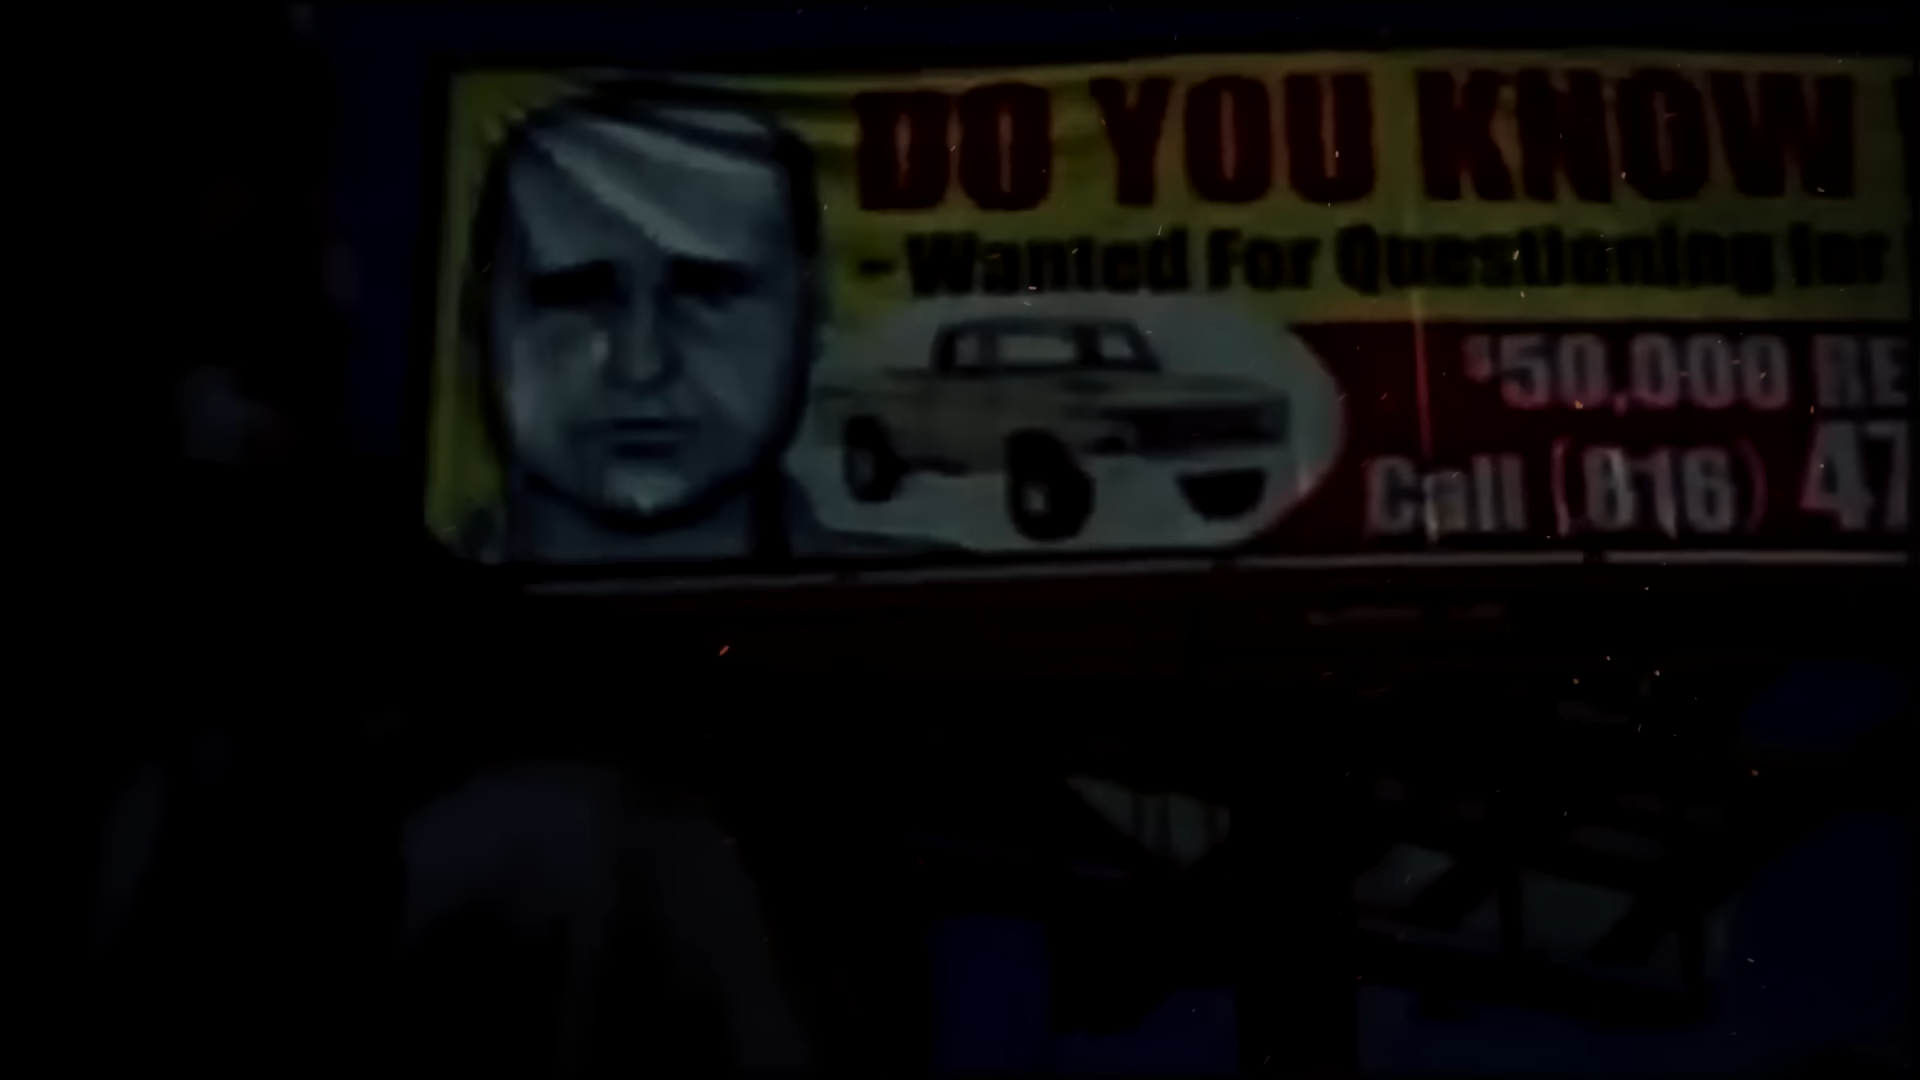 DO YOU KNOW
- Wanted For Questioning for
$50,000 RE
Call (816) 47